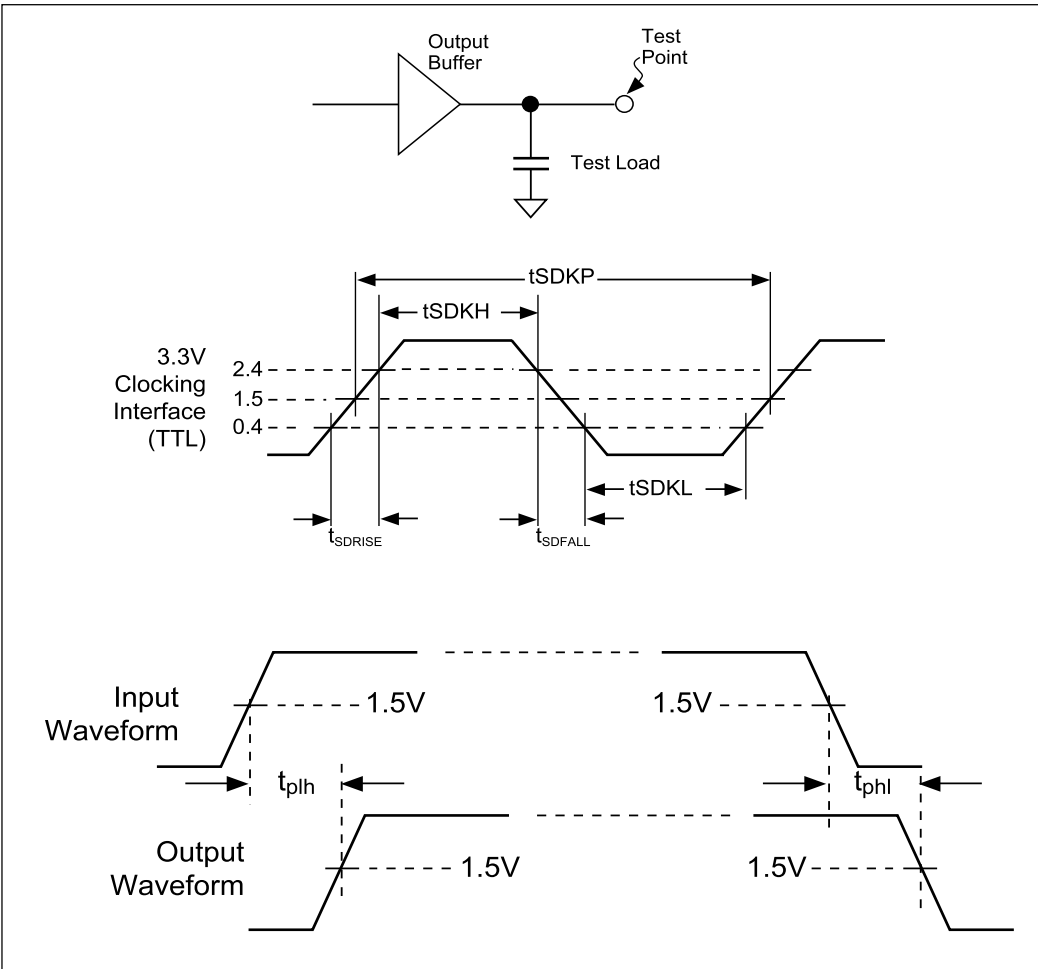 Output
Buffer
Test
Point
Test Load
tSDKP
tSDKH
3.3V
Clocking
Interface
(TTL)
2.4
1.5
0.4
tSDKL
tSDRISE
tSDFALL
Input
Waveform
1.5V
1.5V
tplh
tphl
Output
Waveform
1.5V
1.5V